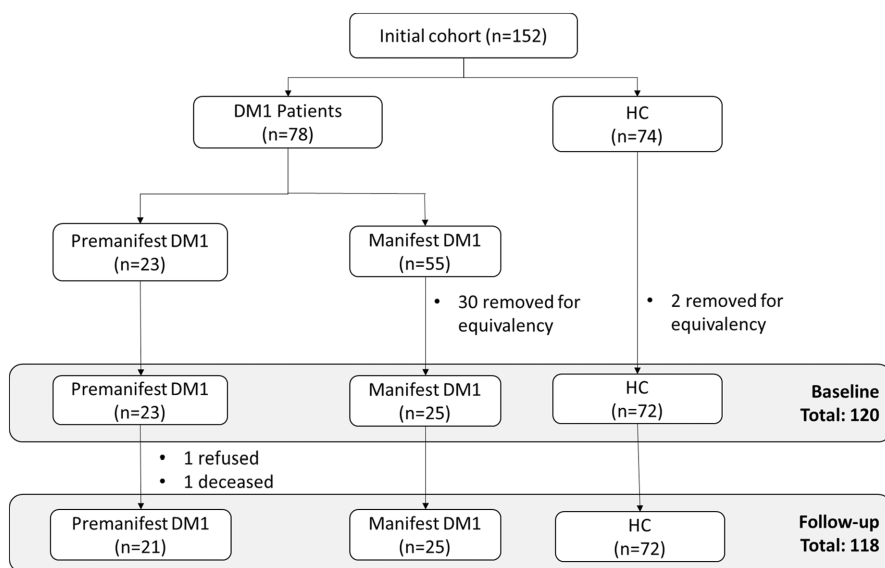 Initial cohort (n=152)
DM1 Patients
(n=78)
HC
(n=74)
Premanifest DM1
(n=23)
Manifest DM1
(n=55)
• 30 removed for
equivalency
• 2 removed for
equivalency
Premanifest DM1
(n=23)
Manifest DM1
(n=25)
HC
(n=72)
Baseline
Total: 120
• 1 refused
• 1 deceased
Premanifest DM1
(n=21)
Manifest DM1
(n=25)
HC
(n=72)
Follow-up
Total: 118